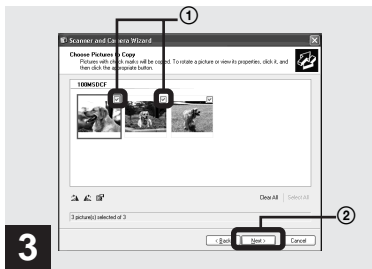 ①
Scanner and Camera Wizard
Choose Pictures to Copy
Pictures with check marks will be copied. To rotate a picture or view its properties, click it, and
then click the appropriate button.
100MSDCF
Clear All Select All
3 picture(s) selected of 3
②
3
< Back Next > Cancel